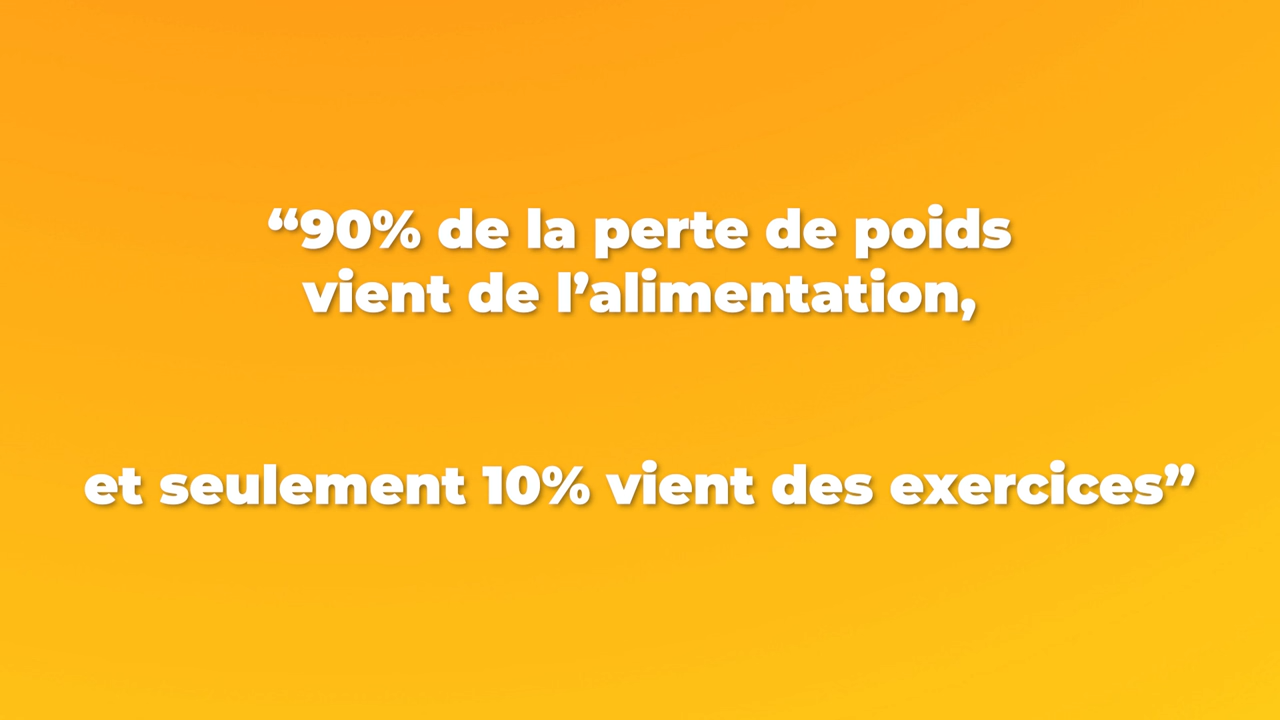 “90% de la perte de poids
vient de l’alimentation,
et seulement 10% vient des exercices”